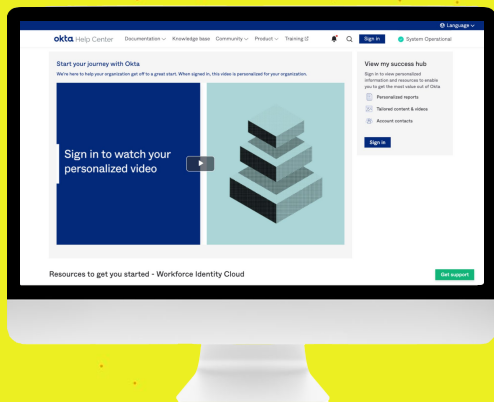 Language
okta Help Center Documentation Knowledge base Community Product Training Sign in System Operational
Start your journey with Okta
We're here to help your organization get off to a great start. When signed in, this video is personalized for your organization.
Sign in to watch your
personalized video
View my success hub
Sign in to view personalized
information and resources to enable
you to get the most value out of Okta
Personalized reports
Tailored content & videos
Account contacts
Sign in
Resources to get you started - Workforce Identity Cloud
Get support